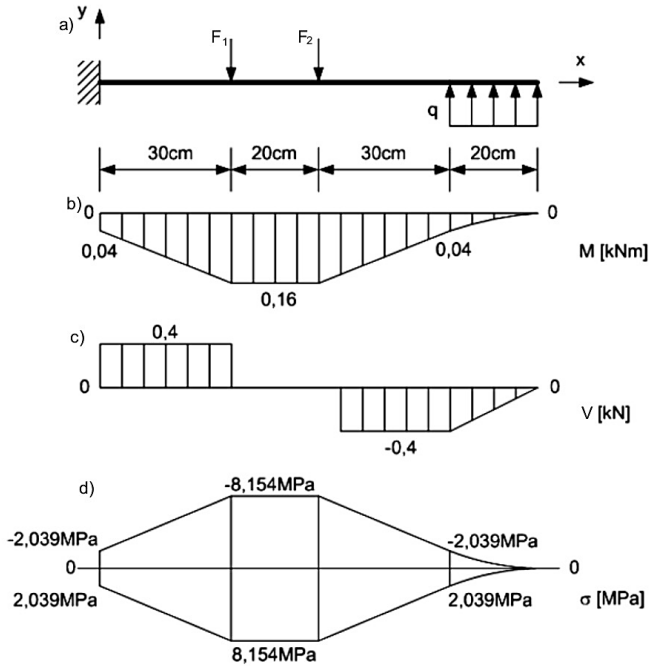 y
a)
F₁
F₂
x
q
30cm 20cm 30cm 20cm
b)
0 0
0,04 0,04
M [kNm]
0,16
c)
0,4
0 0
V [kN]
-0,4
d)
-8,154MPa
-2,039MPa -2,039MPa
0 0
2,039MPa 2,039MPa
σ [MPa]
8,154MPa